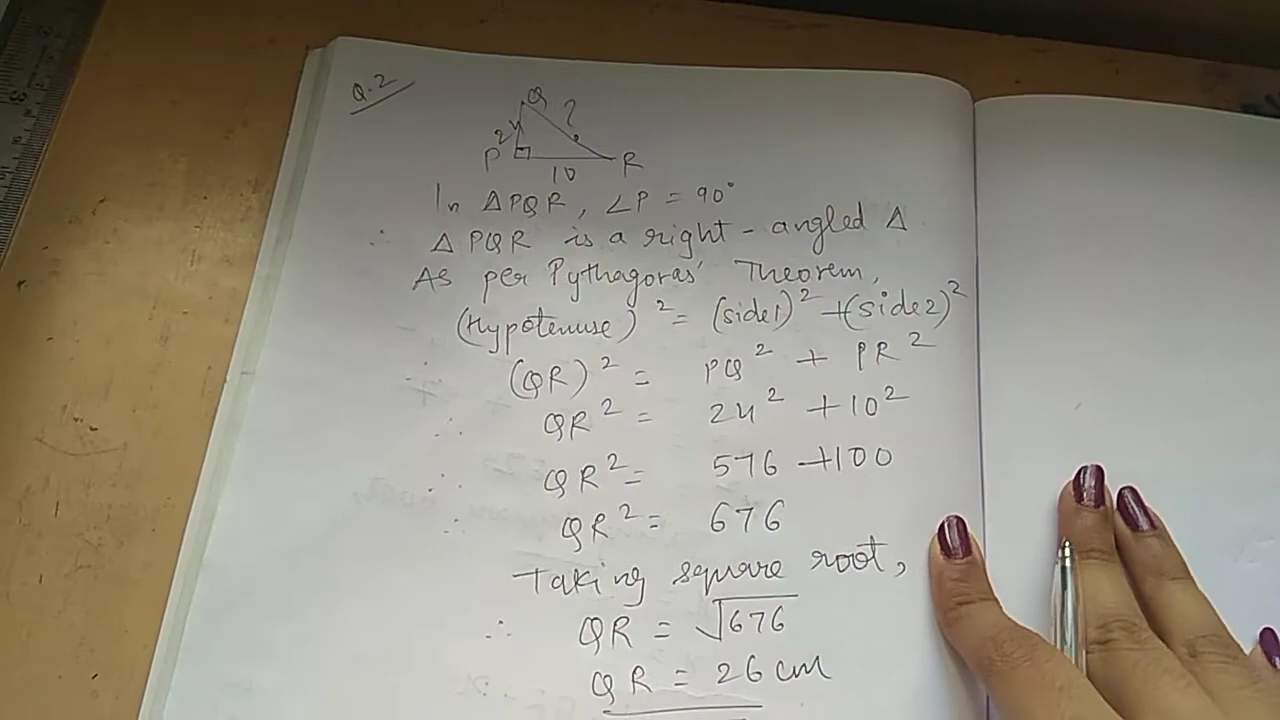 Q.2
Q ?
24
P R
10
In △PQR, ∠P = 90°
∴ △ PQR is a right-angled △
As per Pythagoras' Theorem,
(Hypotenuse)² = (side1)² + (side2)²
∴ (QR)² = PQ² + PR²
∴ QR² = 24² + 10²
∴ QR² = 576 + 100
∴ QR² = 676
Taking square root,
∴ QR = √676
∴ QR = 26 cm